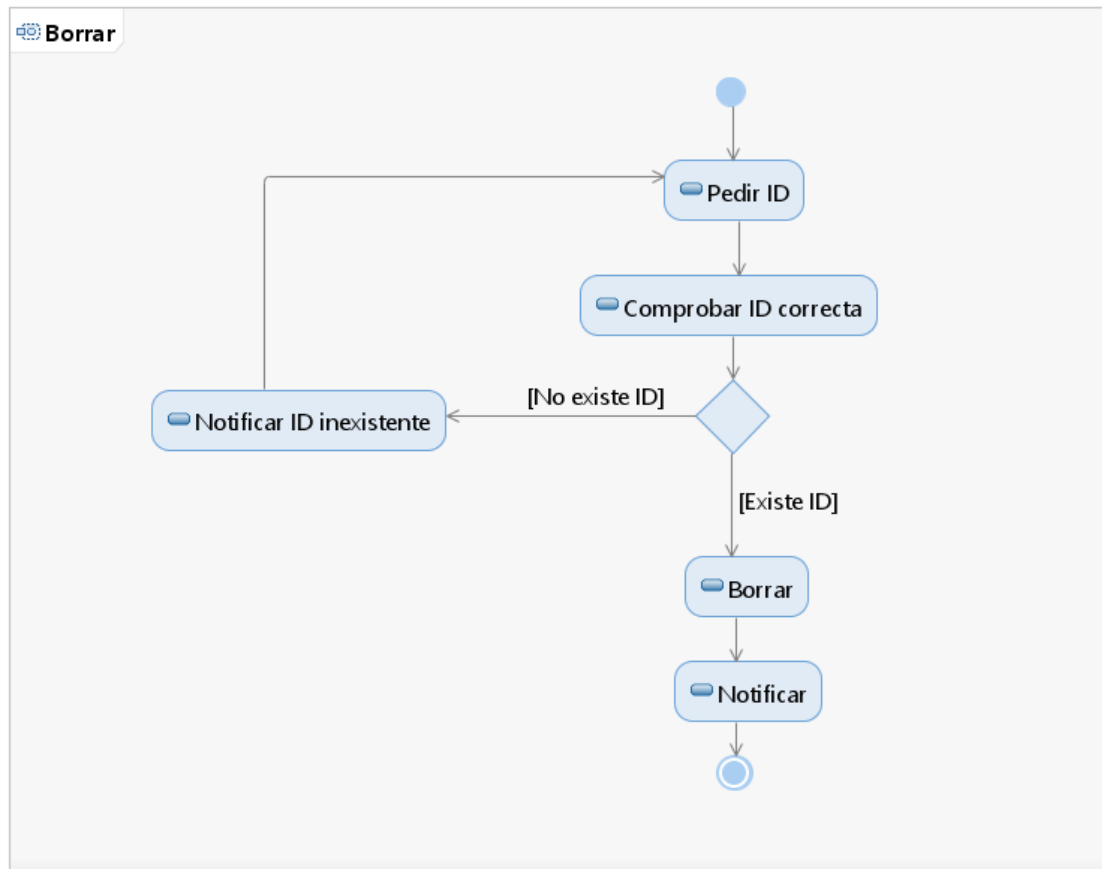 Borrar
Pedir ID
Comprobar ID correcta
[No existe ID]
Notificar ID inexistente
[Existe ID]
Borrar
Notificar